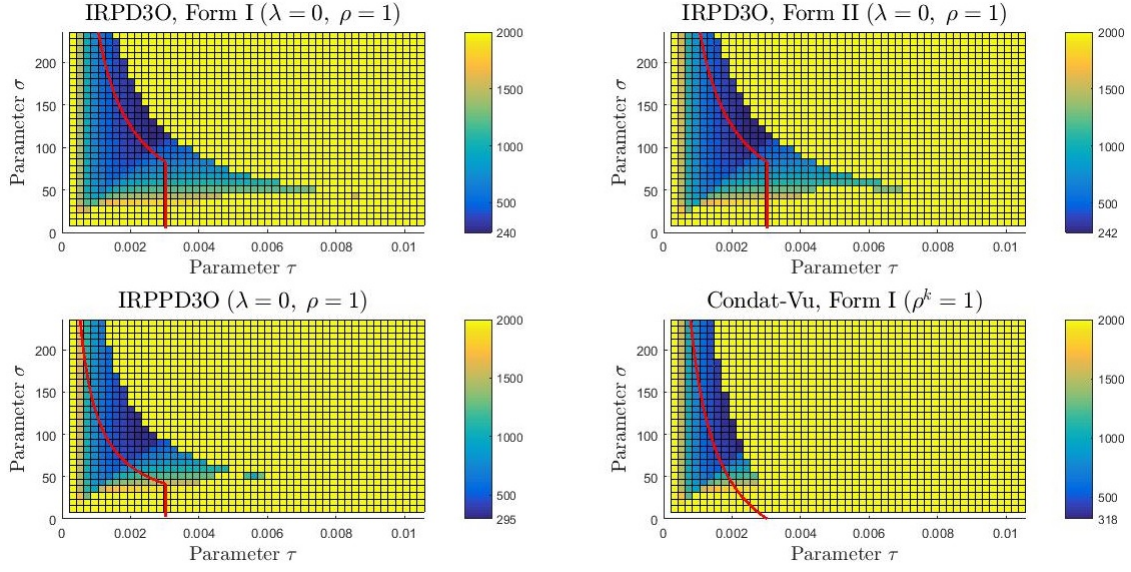 IRPD3O, Form I (λ = 0, ρ = 1)
Parameter σ
200
150
100
50
0
0 0.002 0.004 0.006 0.008 0.01
Parameter τ
2000
1500
1000
500
240
IRPD3O, Form II (λ = 0, ρ = 1)
Parameter σ
200
150
100
50
0
0 0.002 0.004 0.006 0.008 0.01
Parameter τ
2000
1500
1000
500
242
IRPPD3O (λ = 0, ρ = 1)
Parameter σ
200
150
100
50
0
0 0.002 0.004 0.006 0.008 0.01
Parameter τ
2000
1500
1000
500
295
Condat-Vu, Form I (ρᵏ = 1)
Parameter σ
200
150
100
50
0
0 0.002 0.004 0.006 0.008 0.01
Parameter τ
2000
1500
1000
500
318